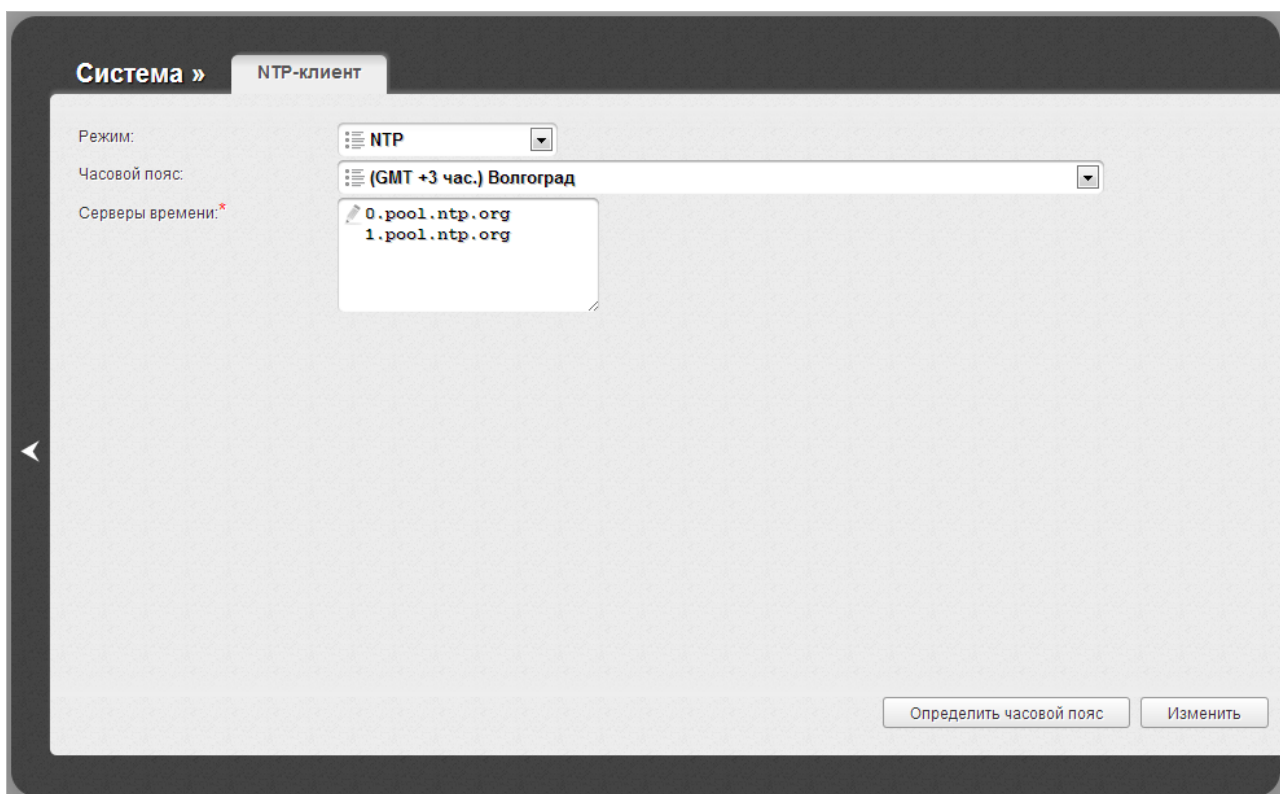 Система » NTP-клиент
Режим: NTP
Часовой пояс: (GMT +3 час.) Волгоград
Серверы времени:* 0.pool.ntp.org
1.pool.ntp.org
Определить часовой пояс Изменить